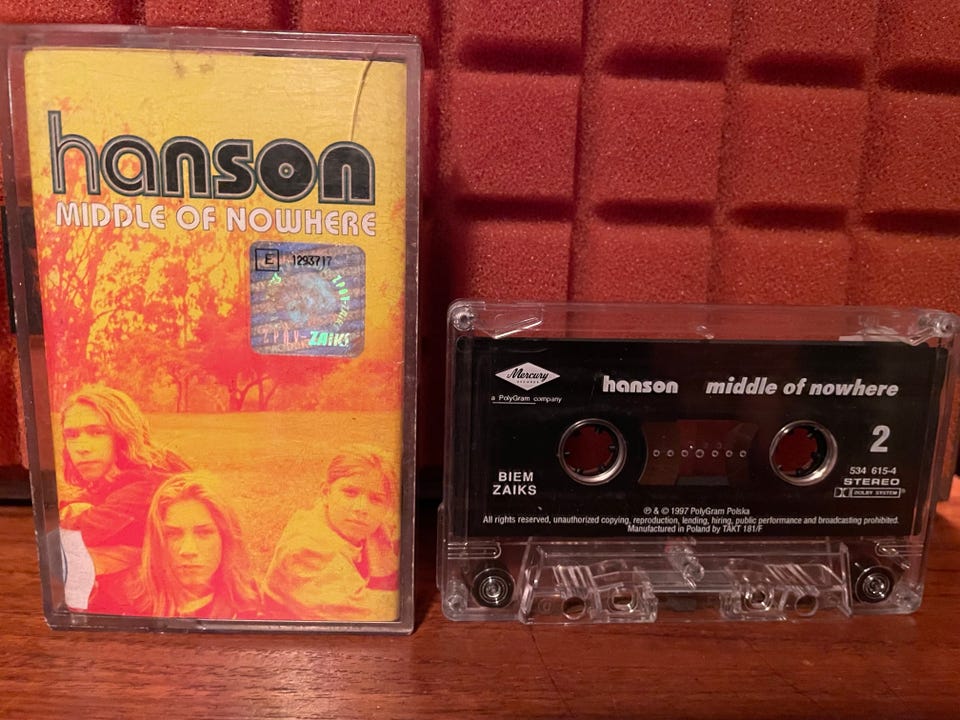 hanson
MIDDLE OF NOWHERE
E 1293717
ZPAV-ZAIKS
Mercury
RECORDS
a PolyGram company
hanson middle of nowhere
2
BIEM
ZAIKS
534 615-4
STEREO
DOLBY SYSTEM
℗ & © 1997 PolyGram Polska
All rights reserved, unauthorized copying, reproduction, lending, hiring, public performance and broadcasting prohibited.
Manufactured in Poland by TAKT 181/F